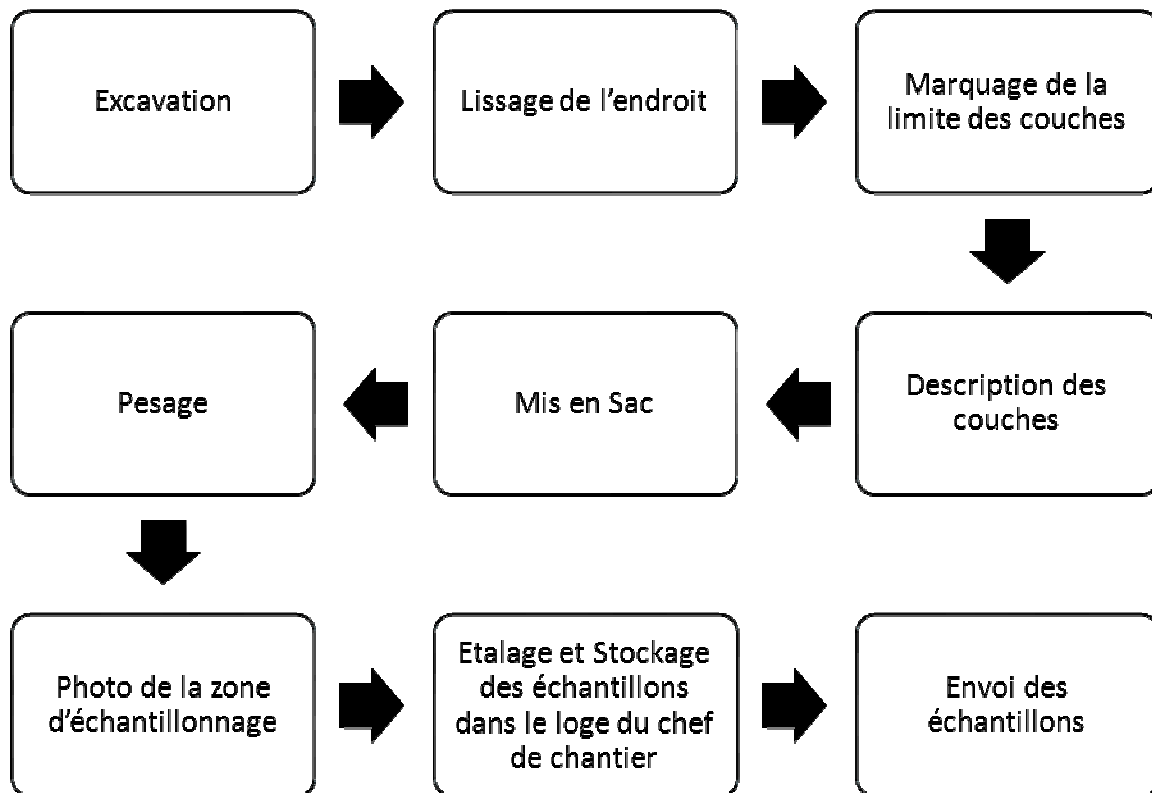 Excavation
Lissage de l'endroit
Marquage de la
limite des couches
Description des
couches
Mis en Sac
Pesage
Photo de la zone
d'échantillonnage
Etalage et Stockage
des échantillons
dans le loge du chef
de chantier
Envoi des
échantillons